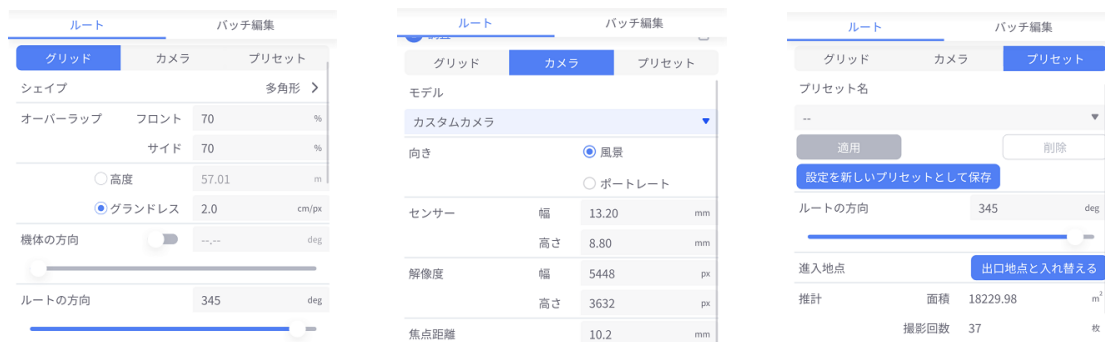 ルート バッチ編集
グリッド カメラ プリセット
シェイプ 多角形
オーバーラップ フロント 70 %
サイド 70 %
高度 57.01 m
グランドレス 2.0 cm/px
機体の方向 --.-- deg
ルートの方向 345 deg
ルート バッチ編集
グリッド カメラ プリセット
モデル
カスタムカメラ
向き 風景
ポートレート
センサー 幅 13.20 mm
高さ 8.80 mm
解像度 幅 5448 px
高さ 3632 px
焦点距離 10.2 mm
ルート バッチ編集
グリッド カメラ プリセット
プリセット名
--
適用 削除
設定を新しいプリセットとして保存
ルートの方向 345 deg
進入地点 出口地点と入れ替える
推計 面積 18229.98 m²
撮影回数 37 枚